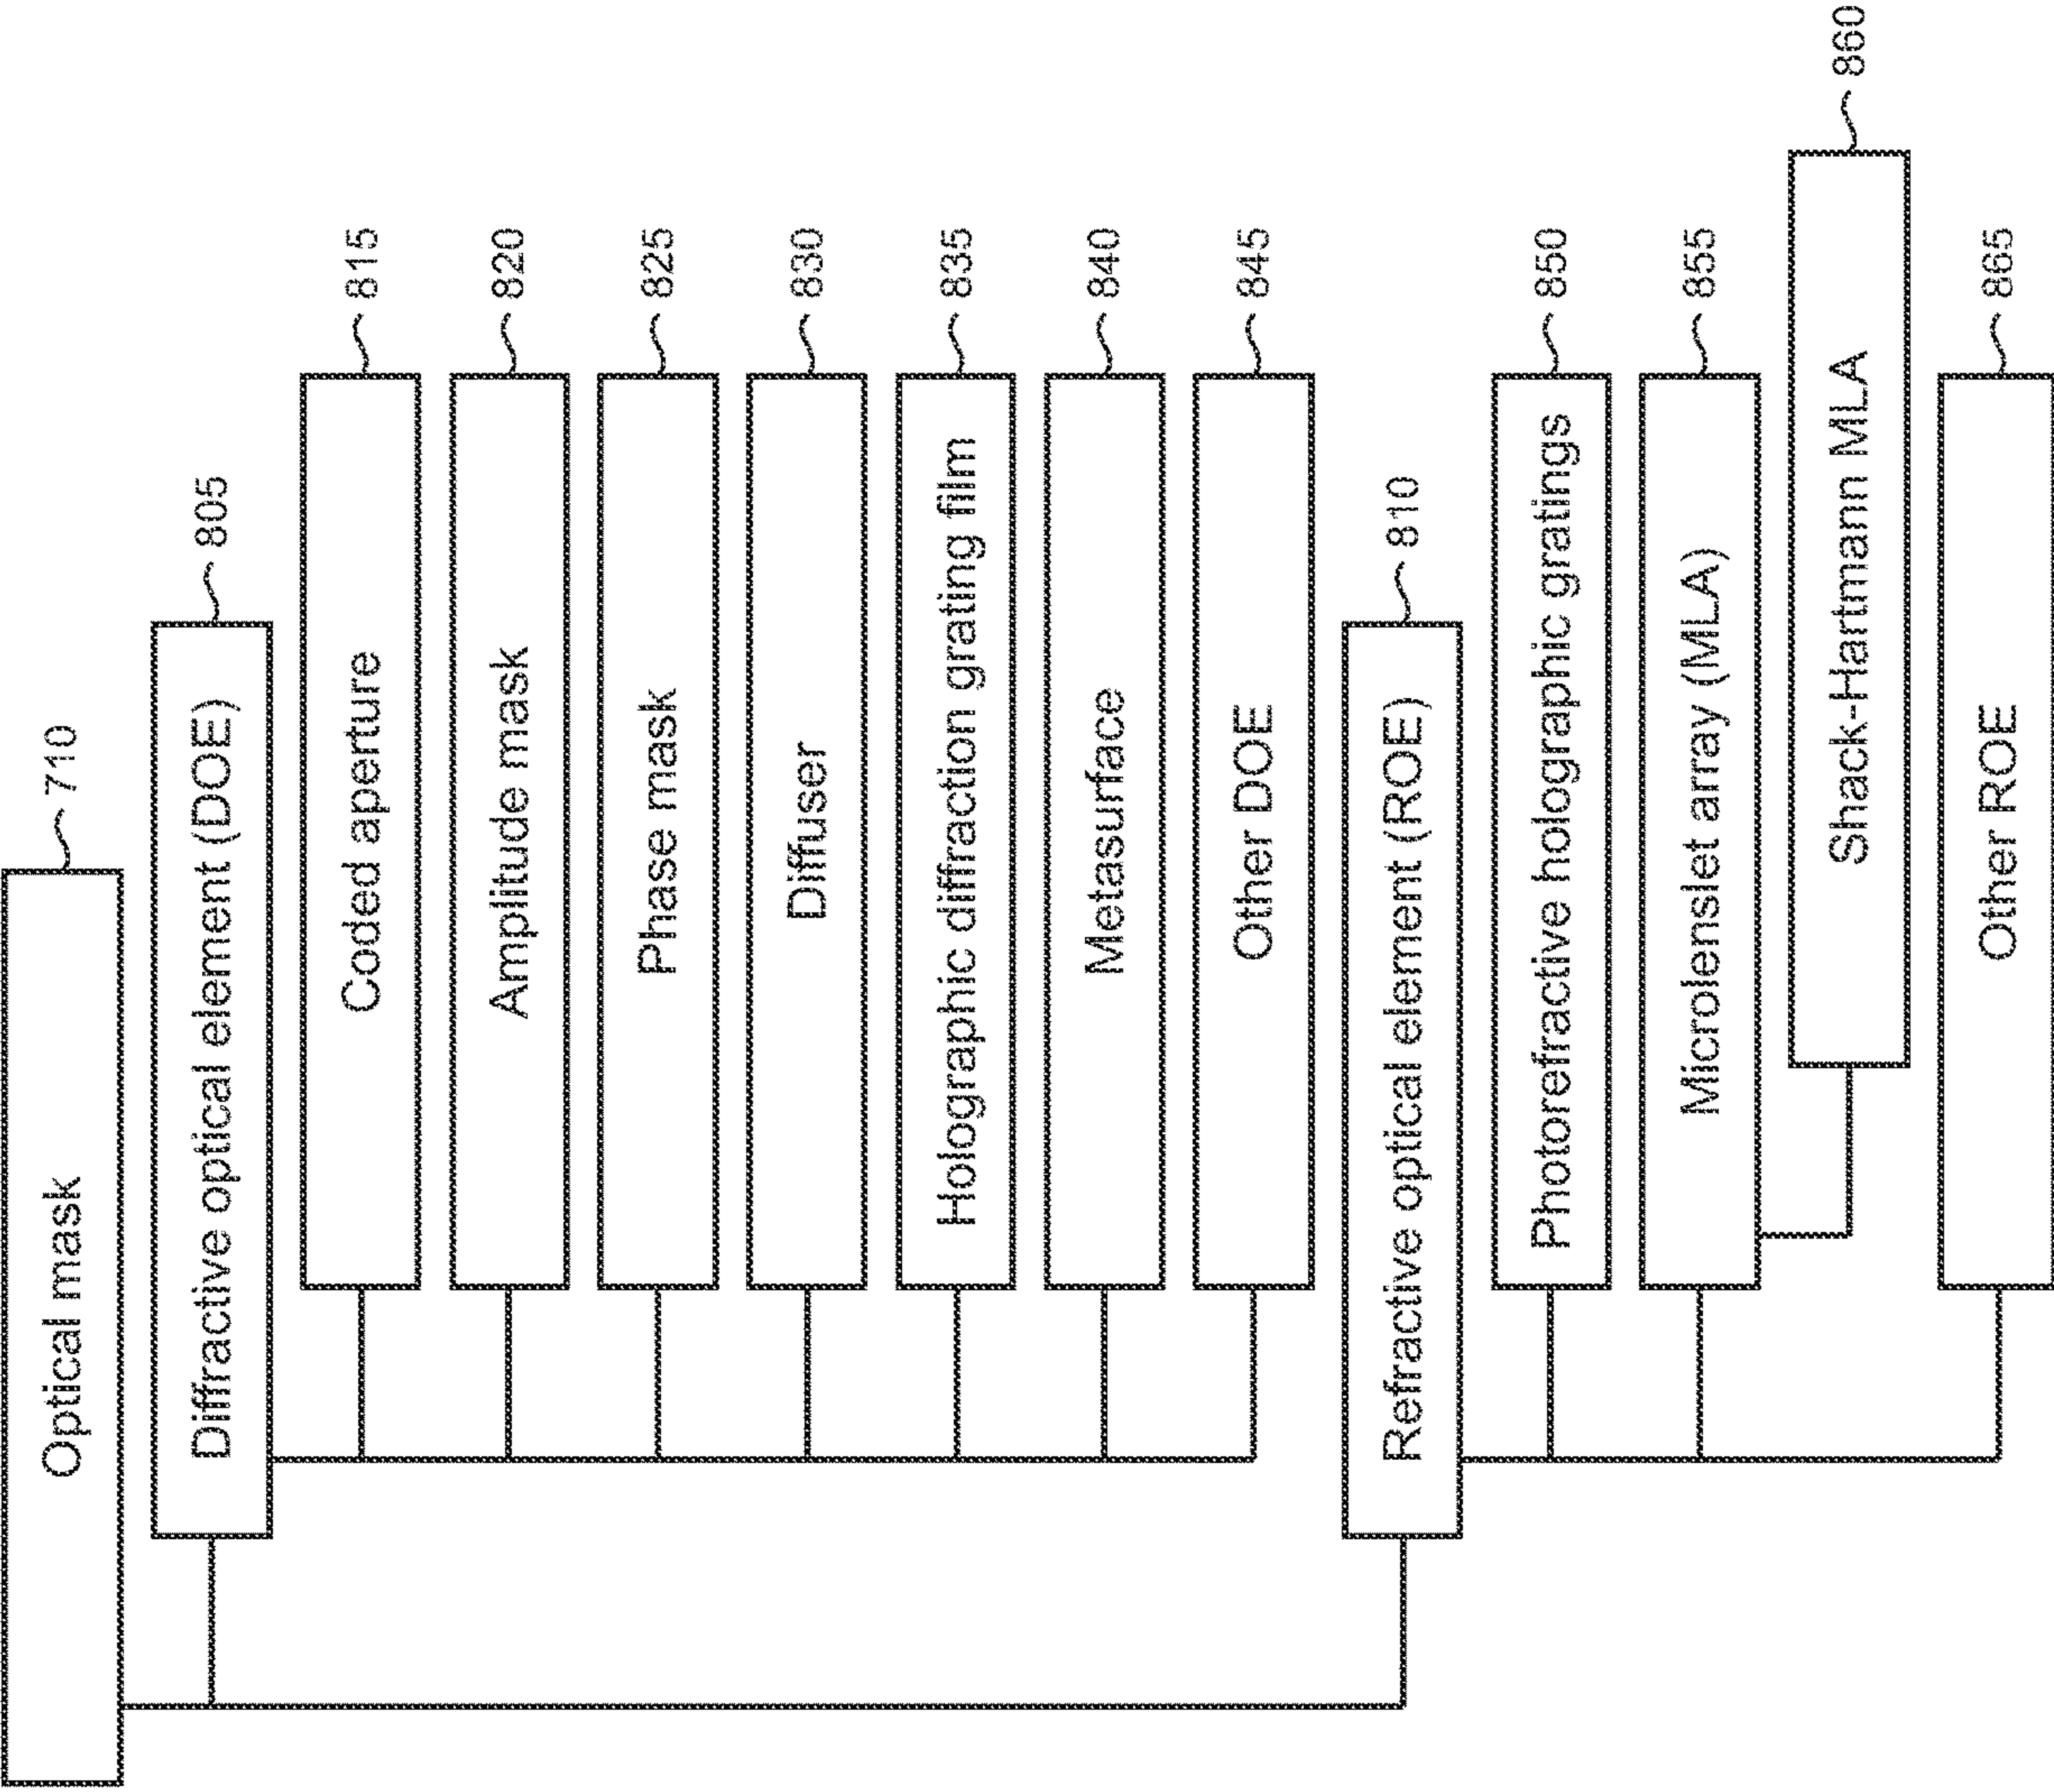 Optical mask 710
Diffractive optical element (DOE) 805
Coded aperture 815
Amplitude mask 820
Phase mask 825
Diffuser 830
Holographic diffraction grating film 835
Metasurface 840
Other DOE 845
Refractive optical element (ROE) 810
Photorefractive holographic gratings 850
Microlenslet array (MLA) 855
Shack-Hartmann MLA 860
Other ROE 865